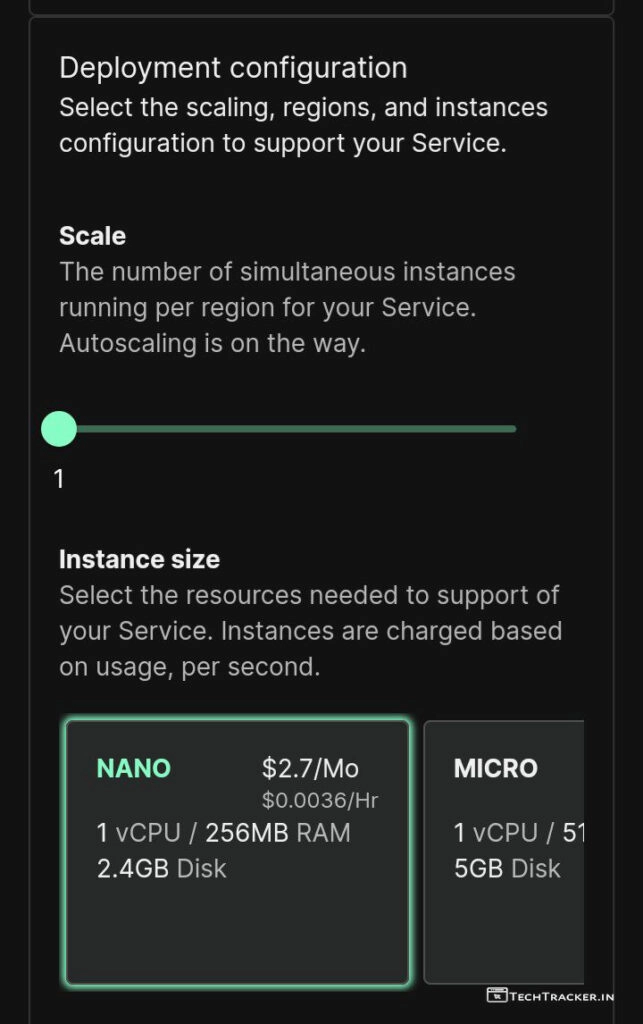 Deployment configuration
Select the scaling, regions, and instances
configuration to support your Service.
Scale
The number of simultaneous instances
running per region for your Service.
Autoscaling is on the way.
1
Instance size
Select the resources needed to support of
your Service. Instances are charged based
on usage, per second.
NANO $2.7/Mo
$0.0036/Hr
1 vCPU / 256MB RAM
2.4GB Disk
MICRO
1 vCPU / 51
5GB Disk
TECHTRACKER.IN